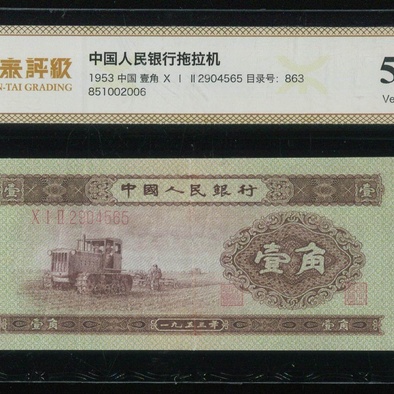 泰評級
N-TAI GRADING
中国人民银行拖拉机
1953 中国 壹角 X I II 2904565 目录号: 863
851002006
5
Ve
壹 中國人民銀行 壹
X I II 2904565
壹角
壹角 一九五三年 壹角